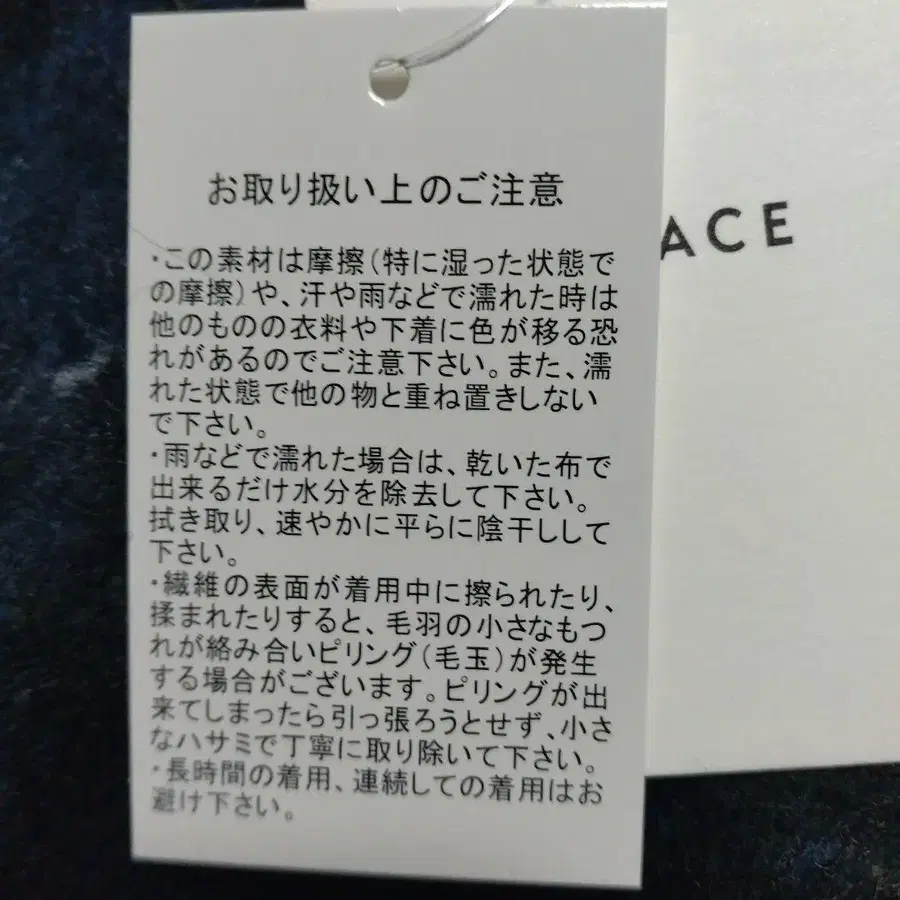 お取り扱い上のご注意
・この素材は摩擦(特に湿った状態で
の摩擦)や、汗や雨などで濡れた時は
他のものの衣料や下着に色が移る恐
れがあるのでご注意下さい。また、濡
れた状態で他の物と重ね置きしない
で下さい。
・雨などで濡れた場合は、乾いた布で
出来るだけ水分を除去して下さい。
拭き取り、速やかに平らに陰干しして
下さい。
・繊維の表面が着用中に擦られたり、
揉まれたりすると、毛羽の小さなもつ
れが絡み合いピリング(毛玉)が発生
する場合がございます。ピリングが出
来てしまったら引っ張ろうとせず、小さ
なハサミで丁寧に取り除いて下さい。
・長時間の着用、連続しての着用はお
避け下さい。
ACE